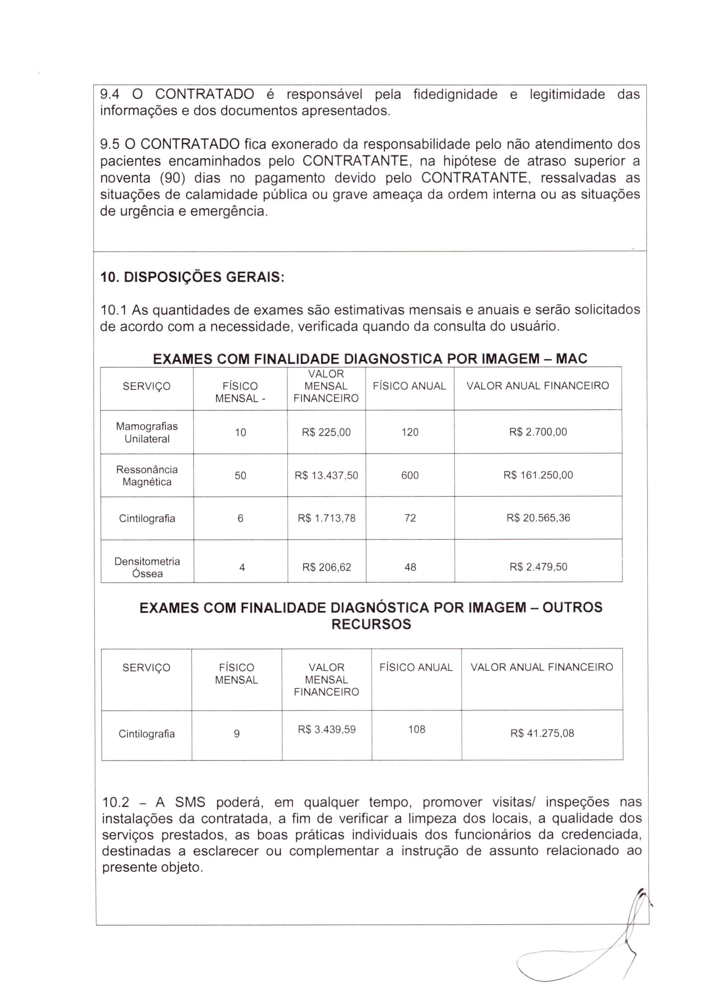 9.4 O CONTRATADO é responsável pela fidedignidade e legitimidade das
informações e dos documentos apresentados.
9.5 O CONTRATADO fica exonerado da responsabilidade pelo não atendimento dos
pacientes encaminhados pelo CONTRATANTE, na hipótese de atraso superior a
noventa (90) dias no pagamento devido pelo CONTRATANTE, ressalvadas as
situações de calamidade pública ou grave ameaça da ordem interna ou as situações
de urgência e emergência.
10. DISPOSIÇÕES GERAIS:
10.1 As quantidades de exames são estimativas mensais e anuais e serão solicitados
de acordo com a necessidade, verificada quando da consulta do usuário.
EXAMES COM FINALIDADE DIAGNOSTICA POR IMAGEM – MAC
SERVIÇO
FÍSICO
MENSAL -
VALOR
MENSAL
FINANCEIRO
FÍSICO ANUAL
VALOR ANUAL FINANCEIRO
Mamografias
Unilateral
10
R$ 225,00
120
R$ 2.700,00
Ressonância
Magnética
50
R$ 13.437,50
600
R$ 161.250,00
Cintilografia
6
R$ 1.713,78
72
R$ 20.565,36
Densitometria
Óssea
4
R$ 206,62
48
R$ 2.479,50
EXAMES COM FINALIDADE DIAGNÓSTICA POR IMAGEM – OUTROS
RECURSOS
SERVIÇO
FÍSICO
MENSAL
VALOR
MENSAL
FINANCEIRO
FÍSICO ANUAL
VALOR ANUAL FINANCEIRO
Cintilografia
9
R$ 3.439,59
108
R$ 41.275,08
10.2 – A SMS poderá, em qualquer tempo, promover visitas/ inspeções nas
instalações da contratada, a fim de verificar a limpeza dos locais, a qualidade dos
serviços prestados, as boas práticas individuais dos funcionários da credenciada,
destinadas a esclarecer ou complementar a instrução de assunto relacionado ao
presente objeto.